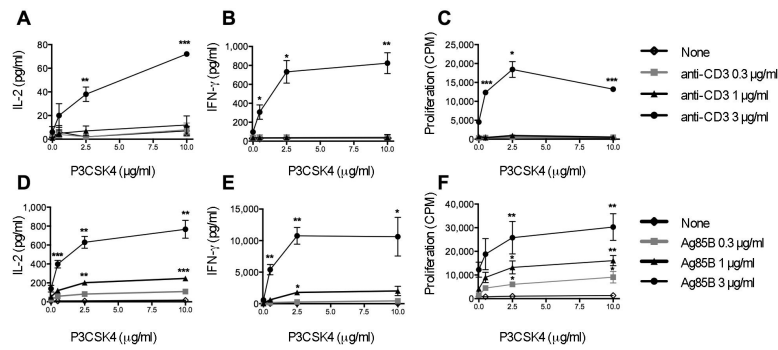 A
IL-2 (pg/ml)
80
60
40
20
0
0.0 2.5 5.0 7.5 10.0
P3CSK4 (µg/ml)
** ***
B
IFN-γ (pg/ml)
1,000
800
600
400
200
0
0.0 2.5 5.0 7.5 10.0
P3CSK4 (µg/ml)
* * **
C
Proliferation (CPM)
25,000
20,000
15,000
10,000
5,000
0
0.0 2.5 5.0 7.5 10.0
P3CSK4 (µg/ml)
*** * ***
None
anti-CD3 0.3 µg/ml
anti-CD3 1 µg/ml
anti-CD3 3 µg/ml
D
IL-2 (pg/ml)
1,000
800
600
400
200
0
0.0 2.5 5.0 7.5 10.0
P3CSK4 (µg/ml)
*** ** **
** ***
E
IFN-γ (pg/ml)
15,000
10,000
5,000
0
0.0 2.5 5.0 7.5 10.0
P3CSK4 (µg/ml)
** ** *
*
F
Proliferation (CPM)
40,000
30,000
20,000
10,000
0
0.0 2.5 5.0 7.5 10.0
P3CSK4 (µg/ml)
** **
* **
* *
None
Ag85B 0.3 µg/ml
Ag85B 1 µg/ml
Ag85B 3 µg/ml